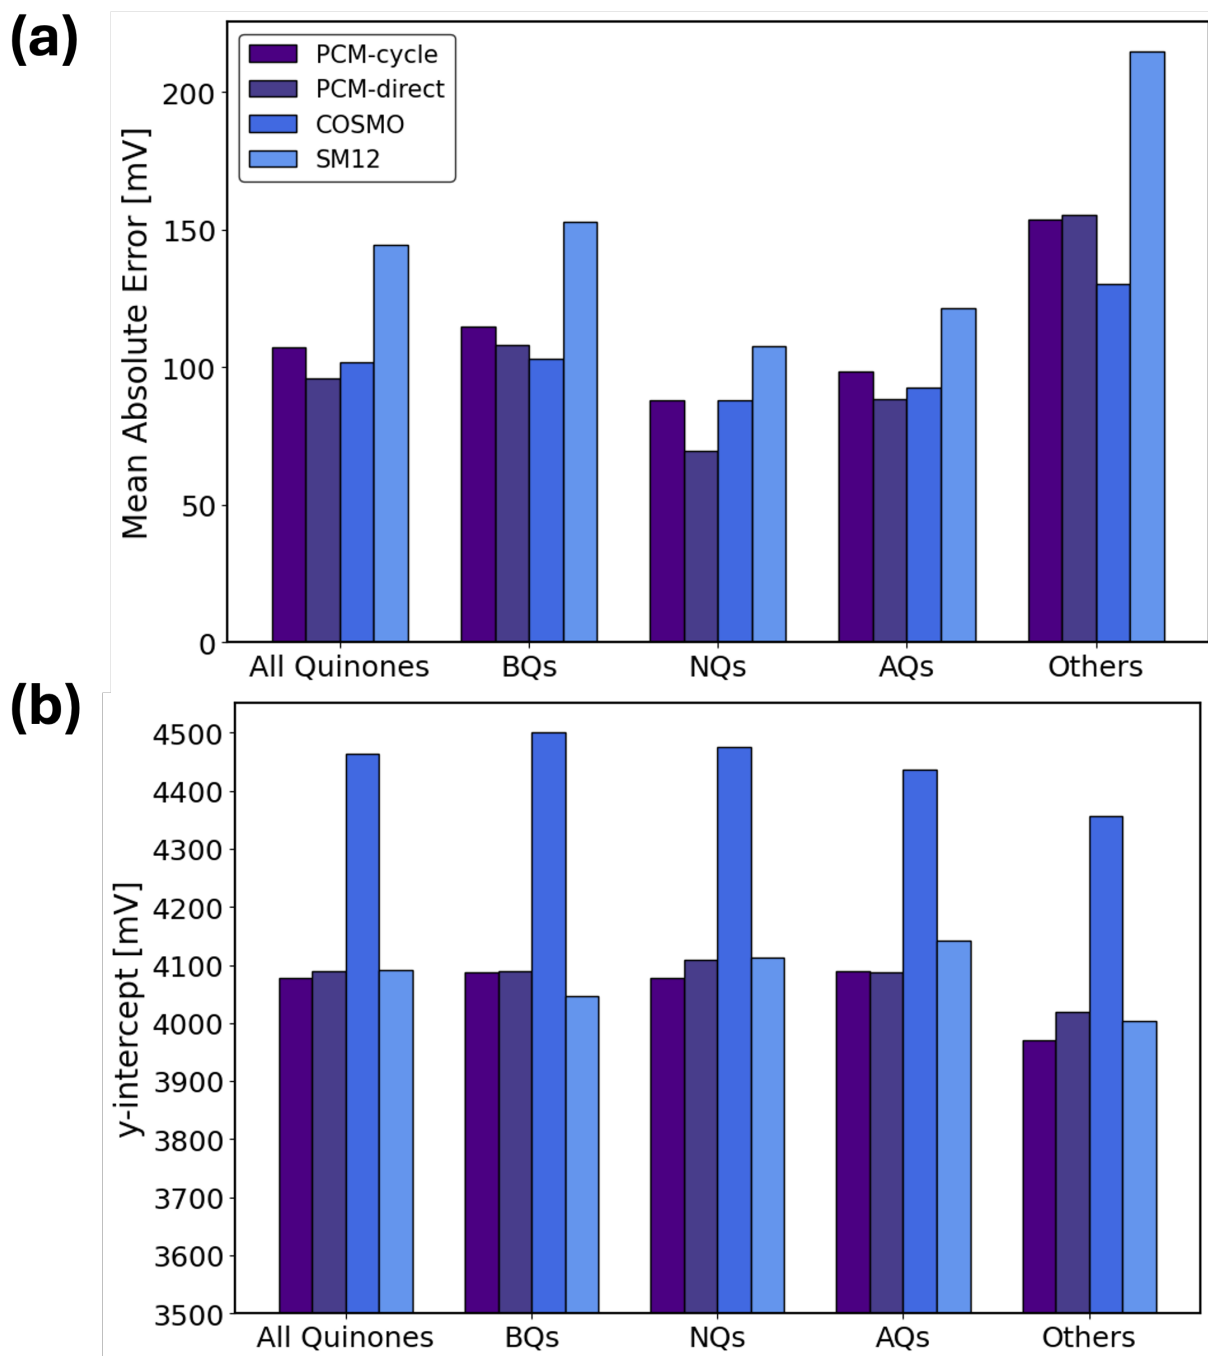 (a)
Mean Absolute Error [mV]
200
150
100
50
0
PCM-cycle
PCM-direct
COSMO
SM12
All Quinones BQs NQs AQs Others
(b)
y-intercept [mV]
4500
4400
4300
4200
4100
4000
3900
3800
3700
3600
3500
All Quinones BQs NQs AQs Others